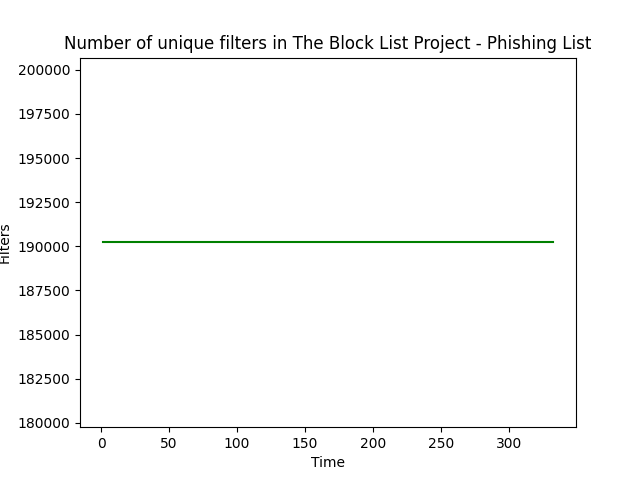 Number of unique filters in The Block List Project - Phishing List
200000
197500
195000
192500
190000
187500
185000
182500
180000
Filters
0 50 100 150 200 250 300
Time